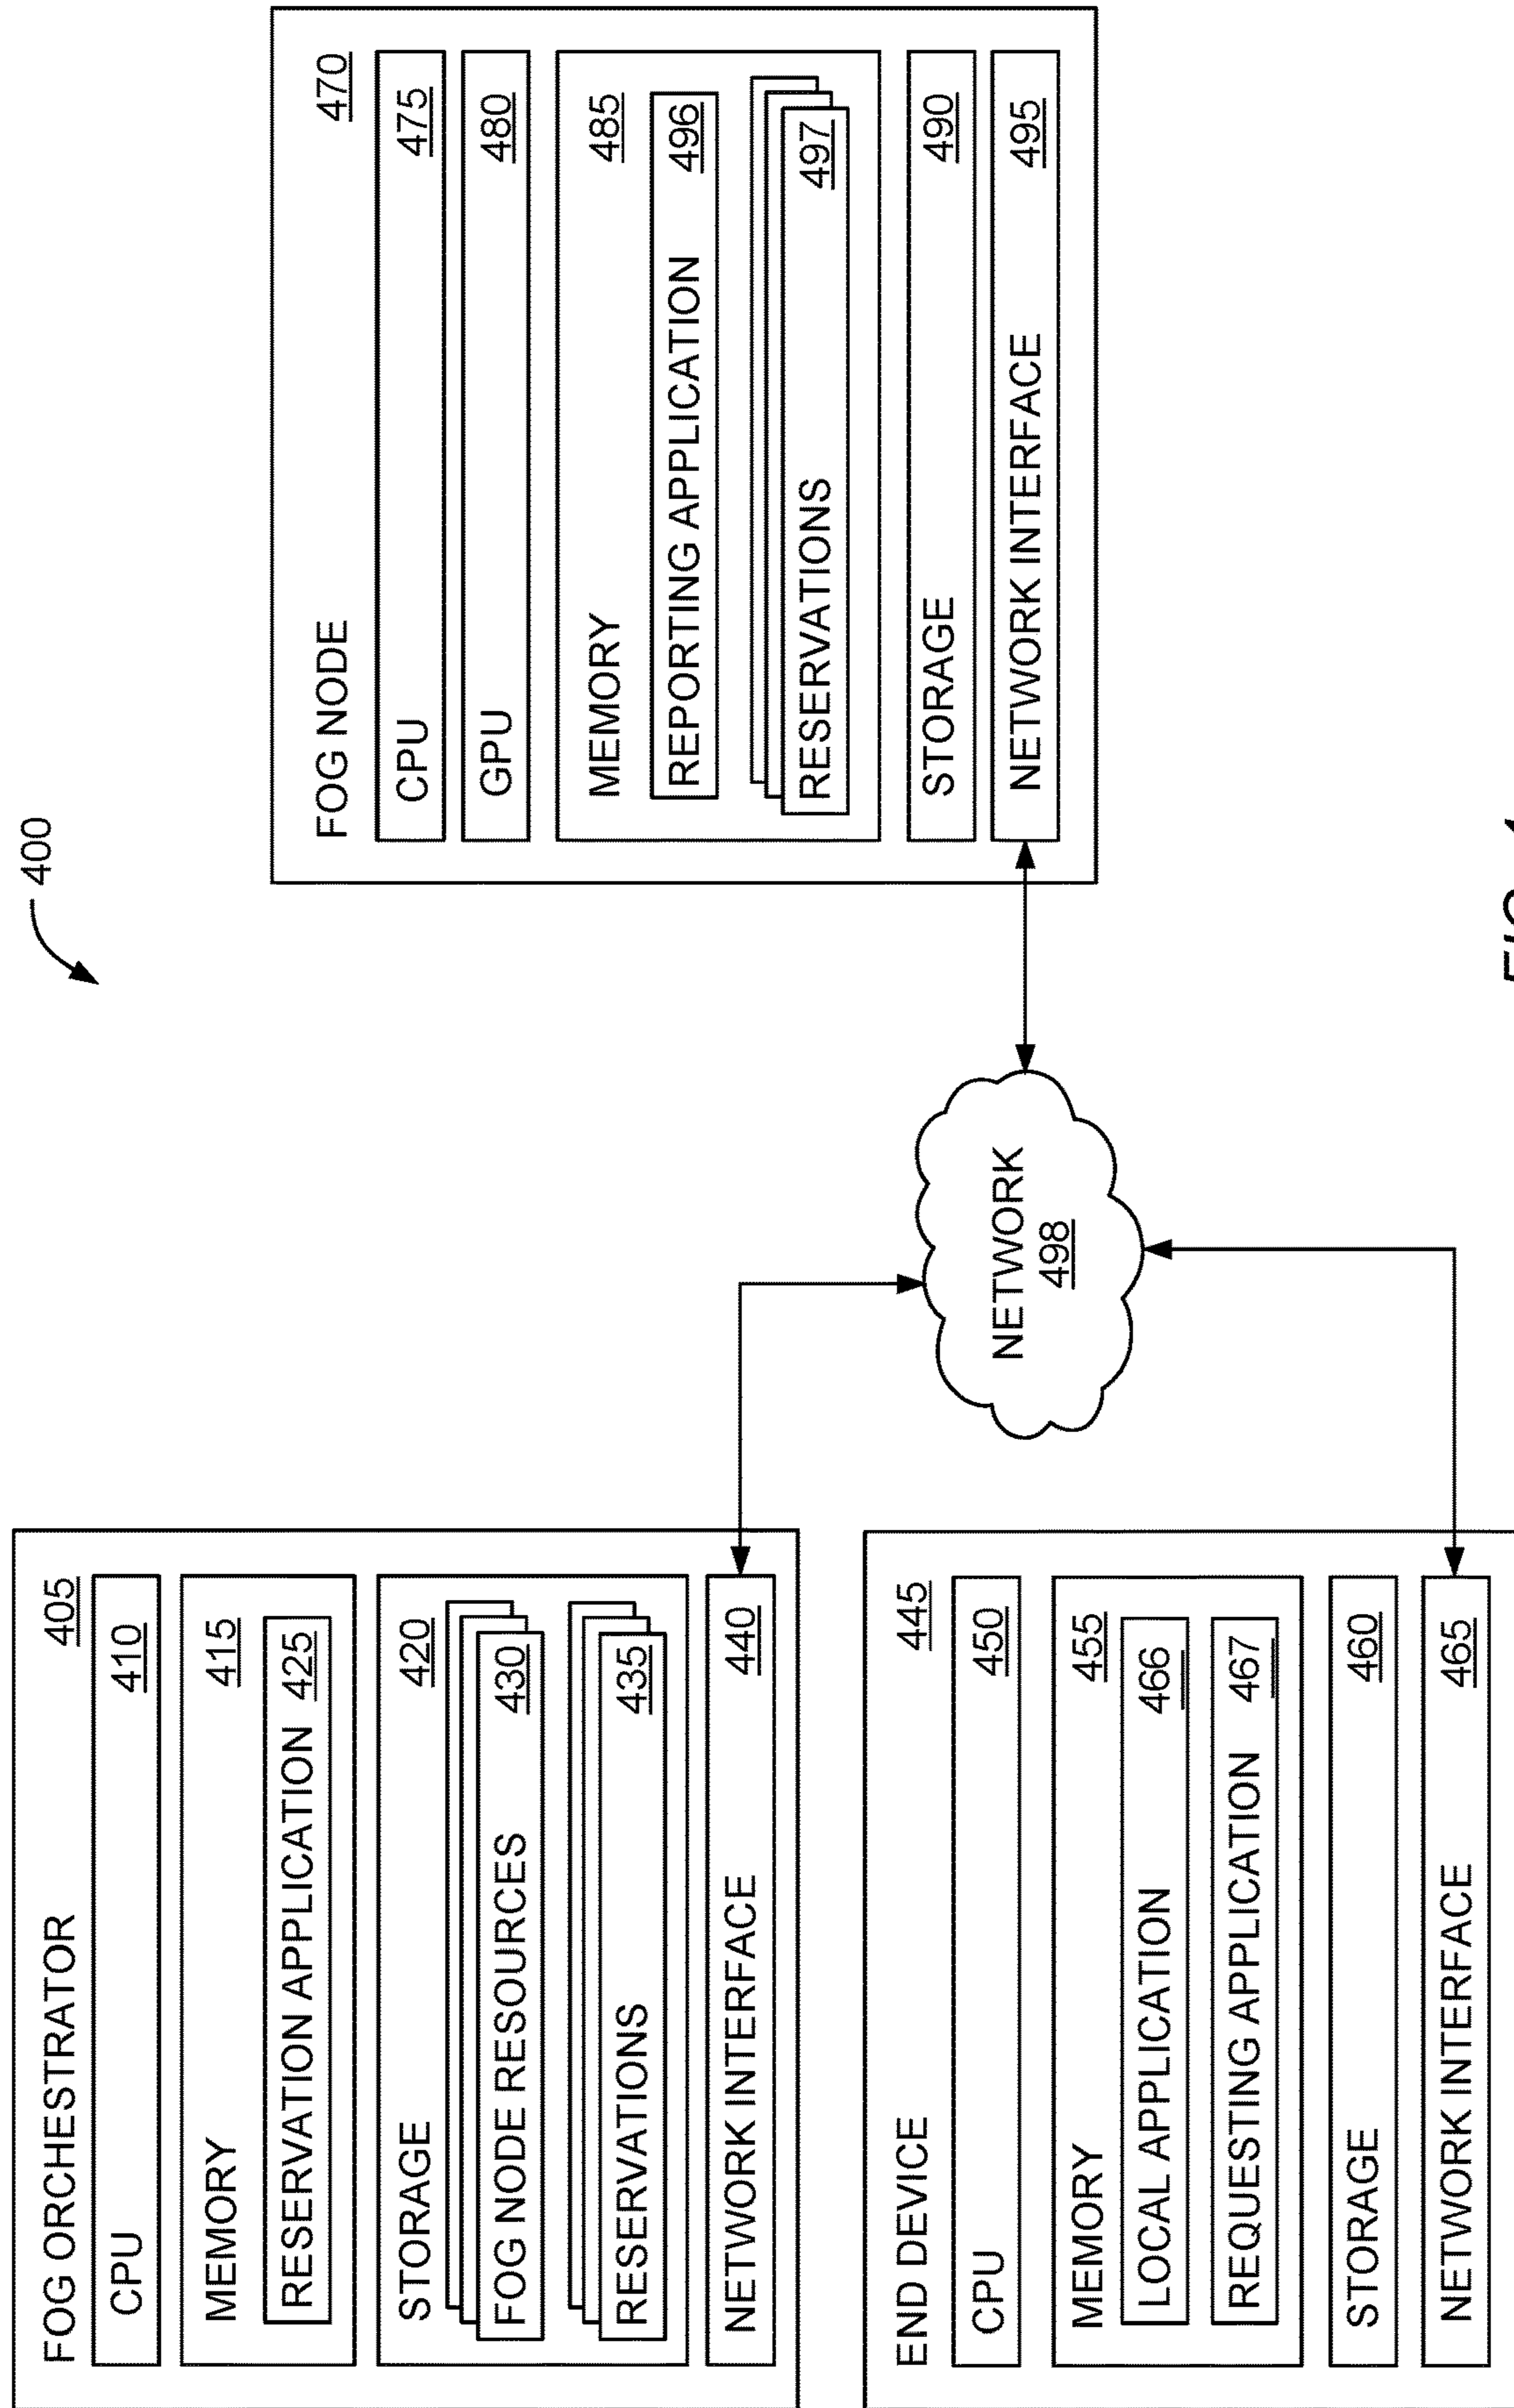 400
FOG ORCHESTRATOR 405
CPU 410
MEMORY 415
RESERVATION APPLICATION 425
STORAGE 420
FOG NODE RESOURCES 430
RESERVATIONS 435
NETWORK INTERFACE 440
END DEVICE 445
CPU 450
MEMORY 455
LOCAL APPLICATION 466
REQUESTING APPLICATION 467
STORAGE 460
NETWORK INTERFACE 465
NETWORK
498
FOG NODE 470
CPU 475
GPU 480
MEMORY 485
REPORTING APPLICATION 496
RESERVATIONS 497
STORAGE 490
NETWORK INTERFACE 495
FIG. 4